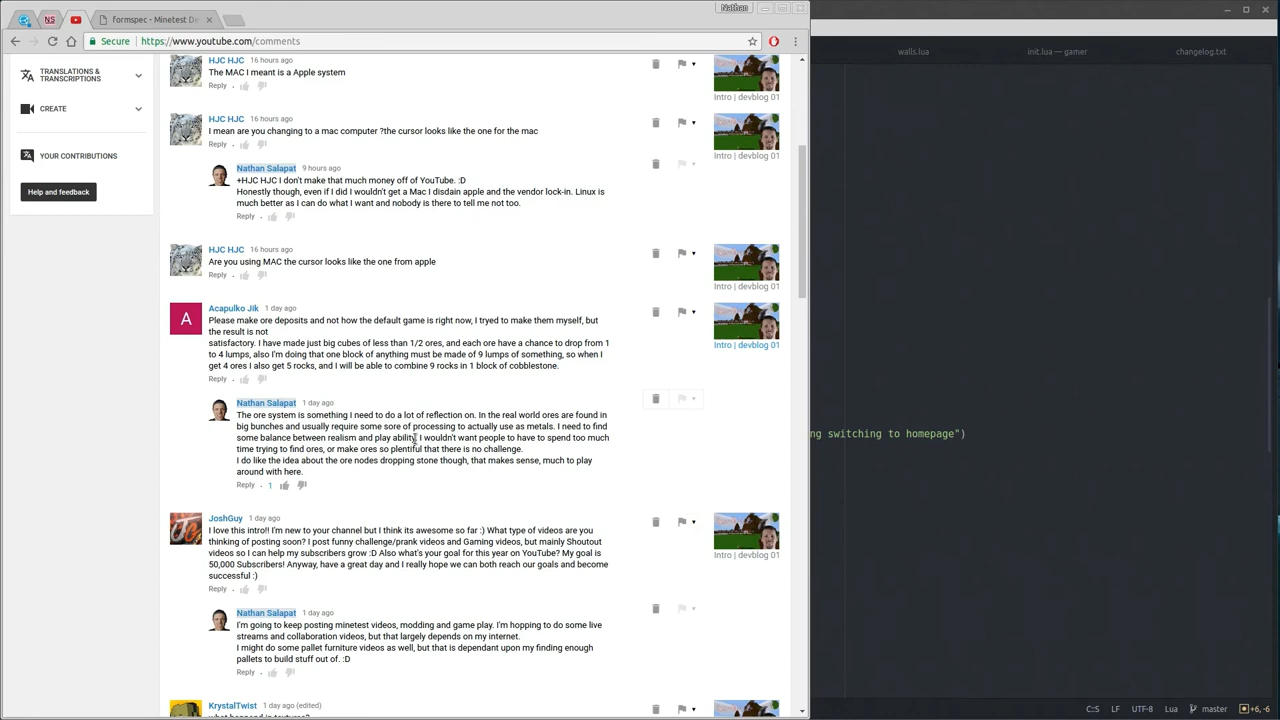 Nathan
NS
formspec - Minetest De
Secure
https://www.youtube.com/comments
walls.lua
init.lua — gamer
changelog.txt
TRANSLATIONS &
TRANSCRIPTIONS
CREATE
YOUR CONTRIBUTIONS
Help and feedback
HJC HJC 16 hours ago
The MAC I meant is a Apple system
Reply
Intro | devblog 01
HJC HJC 16 hours ago
I mean are you changing to a mac computer ?the cursor looks like the one for the mac
Reply
Intro | devblog 01
Nathan Salapat 9 hours ago
+HJC HJC I don't make that much money off of YouTube. :D
Honestly though, even if I did I wouldn't get a Mac I disdain apple and the vendor lock-in. Linux is
much better as I can do what I want and nobody is there to tell me not too.
Reply
HJC HJC 16 hours ago
Are you using MAC the cursor looks like the one from apple
Reply
Intro | devblog 01
A
Acapulko Jik 1 day ago
Please make ore deposits and not how the default game is right now, I tryed to make them myself, but
the result is not
satisfactory. I have made just big cubes of less than 1/2 ores, and each ore have a chance to drop from 1
to 4 lumps, also I'm doing that one block of anything must be made of 9 lumps of something, so when I
get 4 ores I also get 5 rocks, and I will be able to combine 9 rocks in 1 block of cobblestone.
Reply
Intro | devblog 01
Nathan Salapat 1 day ago
The ore system is something I need to do a lot of reflection on. In the real world ores are found in
big bunches and usually require some sore of processing to actually use as metals. I need to find
some balance between realism and play ability, I wouldn't want people to have to spend too much
time trying to find ores, or make ores so plentiful that there is no challenge.
I do like the idea about the ore nodes dropping stone though, that makes sense, much to play
around with here.
Reply 1
JoshGuy 1 day ago
I love this intro!! I'm new to your channel but I think its awesome so far :) What type of videos are you
thinking of posting soon? I post funny challenge/prank videos and Gaming videos, but mainly Shoutout
videos so I can help my subscribers grow :D Also what's your goal for this year on YouTube? My goal is
50,000 Subscribers! Anyway, have a great day and I really hope we can both reach our goals and become
successful :)
Reply
Intro | devblog 01
Nathan Salapat 1 day ago
I'm going to keep posting minetest videos, modding and game play. I'm hopping to do some live
streams and collaboration videos, but that largely depends on my internet.
I might do some pallet furniture videos as well, but that is dependant upon my finding enough
pallets to build stuff out of. :D
Reply
KrystalTwist 1 day ago (edited)
what happend in textures?
ng switching to homepage")
C:S
LF
UTF-8
Lua
master
+6, -6